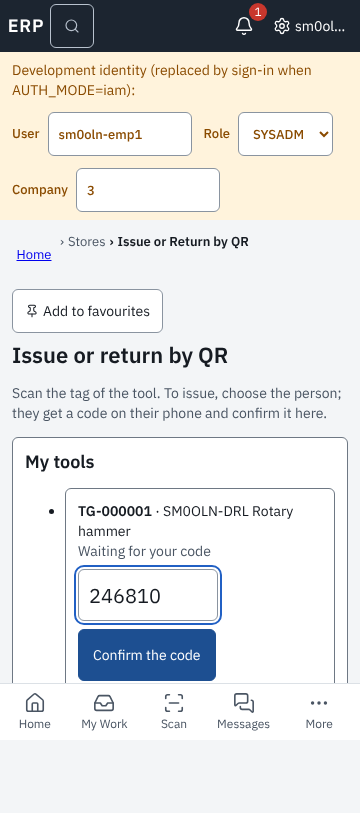 ERP
1
sm0ol...
Development identity (replaced by sign-in when
AUTH_MODE=iam):
User sm0oln-emp1 Role SYSADM
Company 3
Home › Stores › Issue or Return by QR
Add to favourites
Issue or return by QR
Scan the tag of the tool. To issue, choose the person;
they get a code on their phone and confirm it here.
My tools
• TG-000001 · SM0OLN-DRL Rotary
hammer
Waiting for your code
246810
Confirm the code
Home My Work Scan Messages More